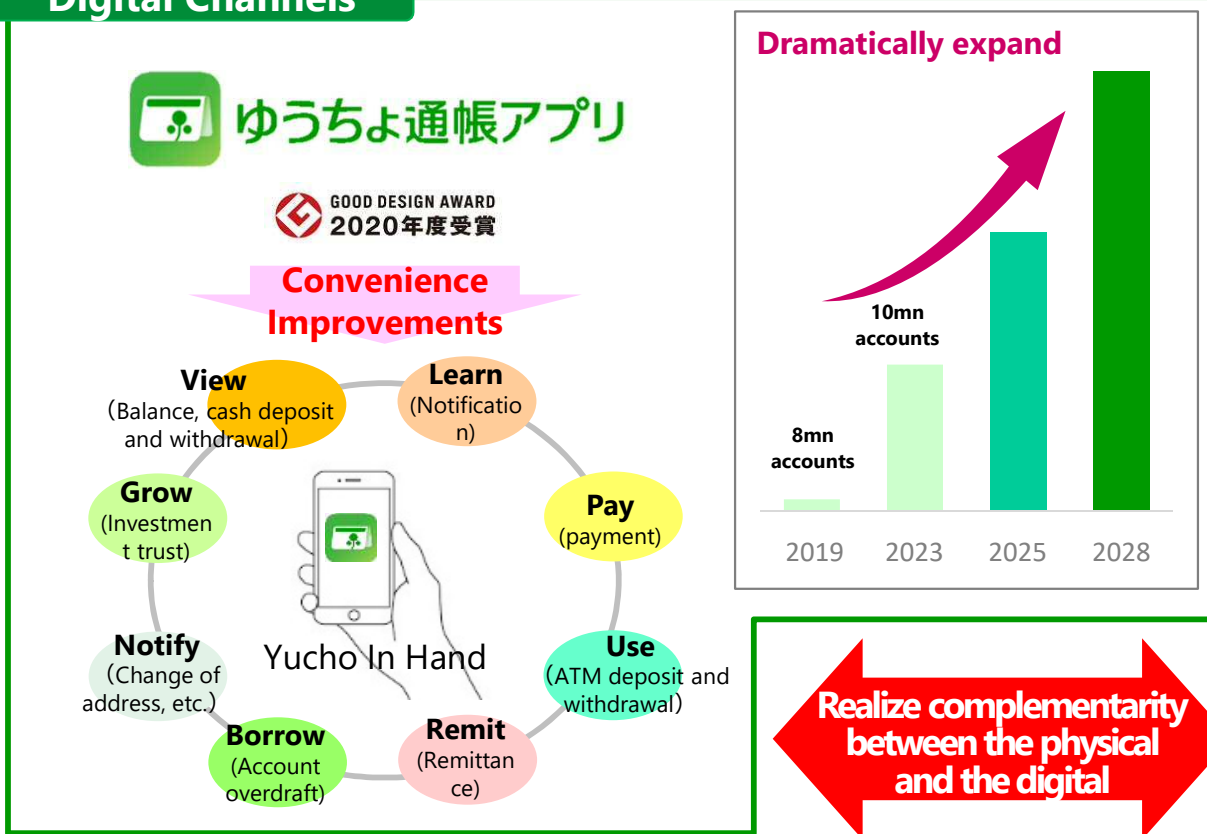 Digital Channels
ゆうちょ通帳アプリ
GOOD DESIGN AWARD
2020年度受賞
Convenience
Improvements
View
（Balance, cash deposit
and withdrawal）
Learn
(Notificatio
n)
Grow
(Investmen
t trust)
Pay
(payment)
Notify
（Change of
address, etc.）
Yucho In Hand
Use
（ATM deposit and
withdrawal）
Borrow
(Account
overdraft)
Remit
(Remittan
ce)
Dramatically expand
10mn
accounts
8mn
accounts
2019
2023
2025
2028
Realize complementarity
between the physical
and the digital